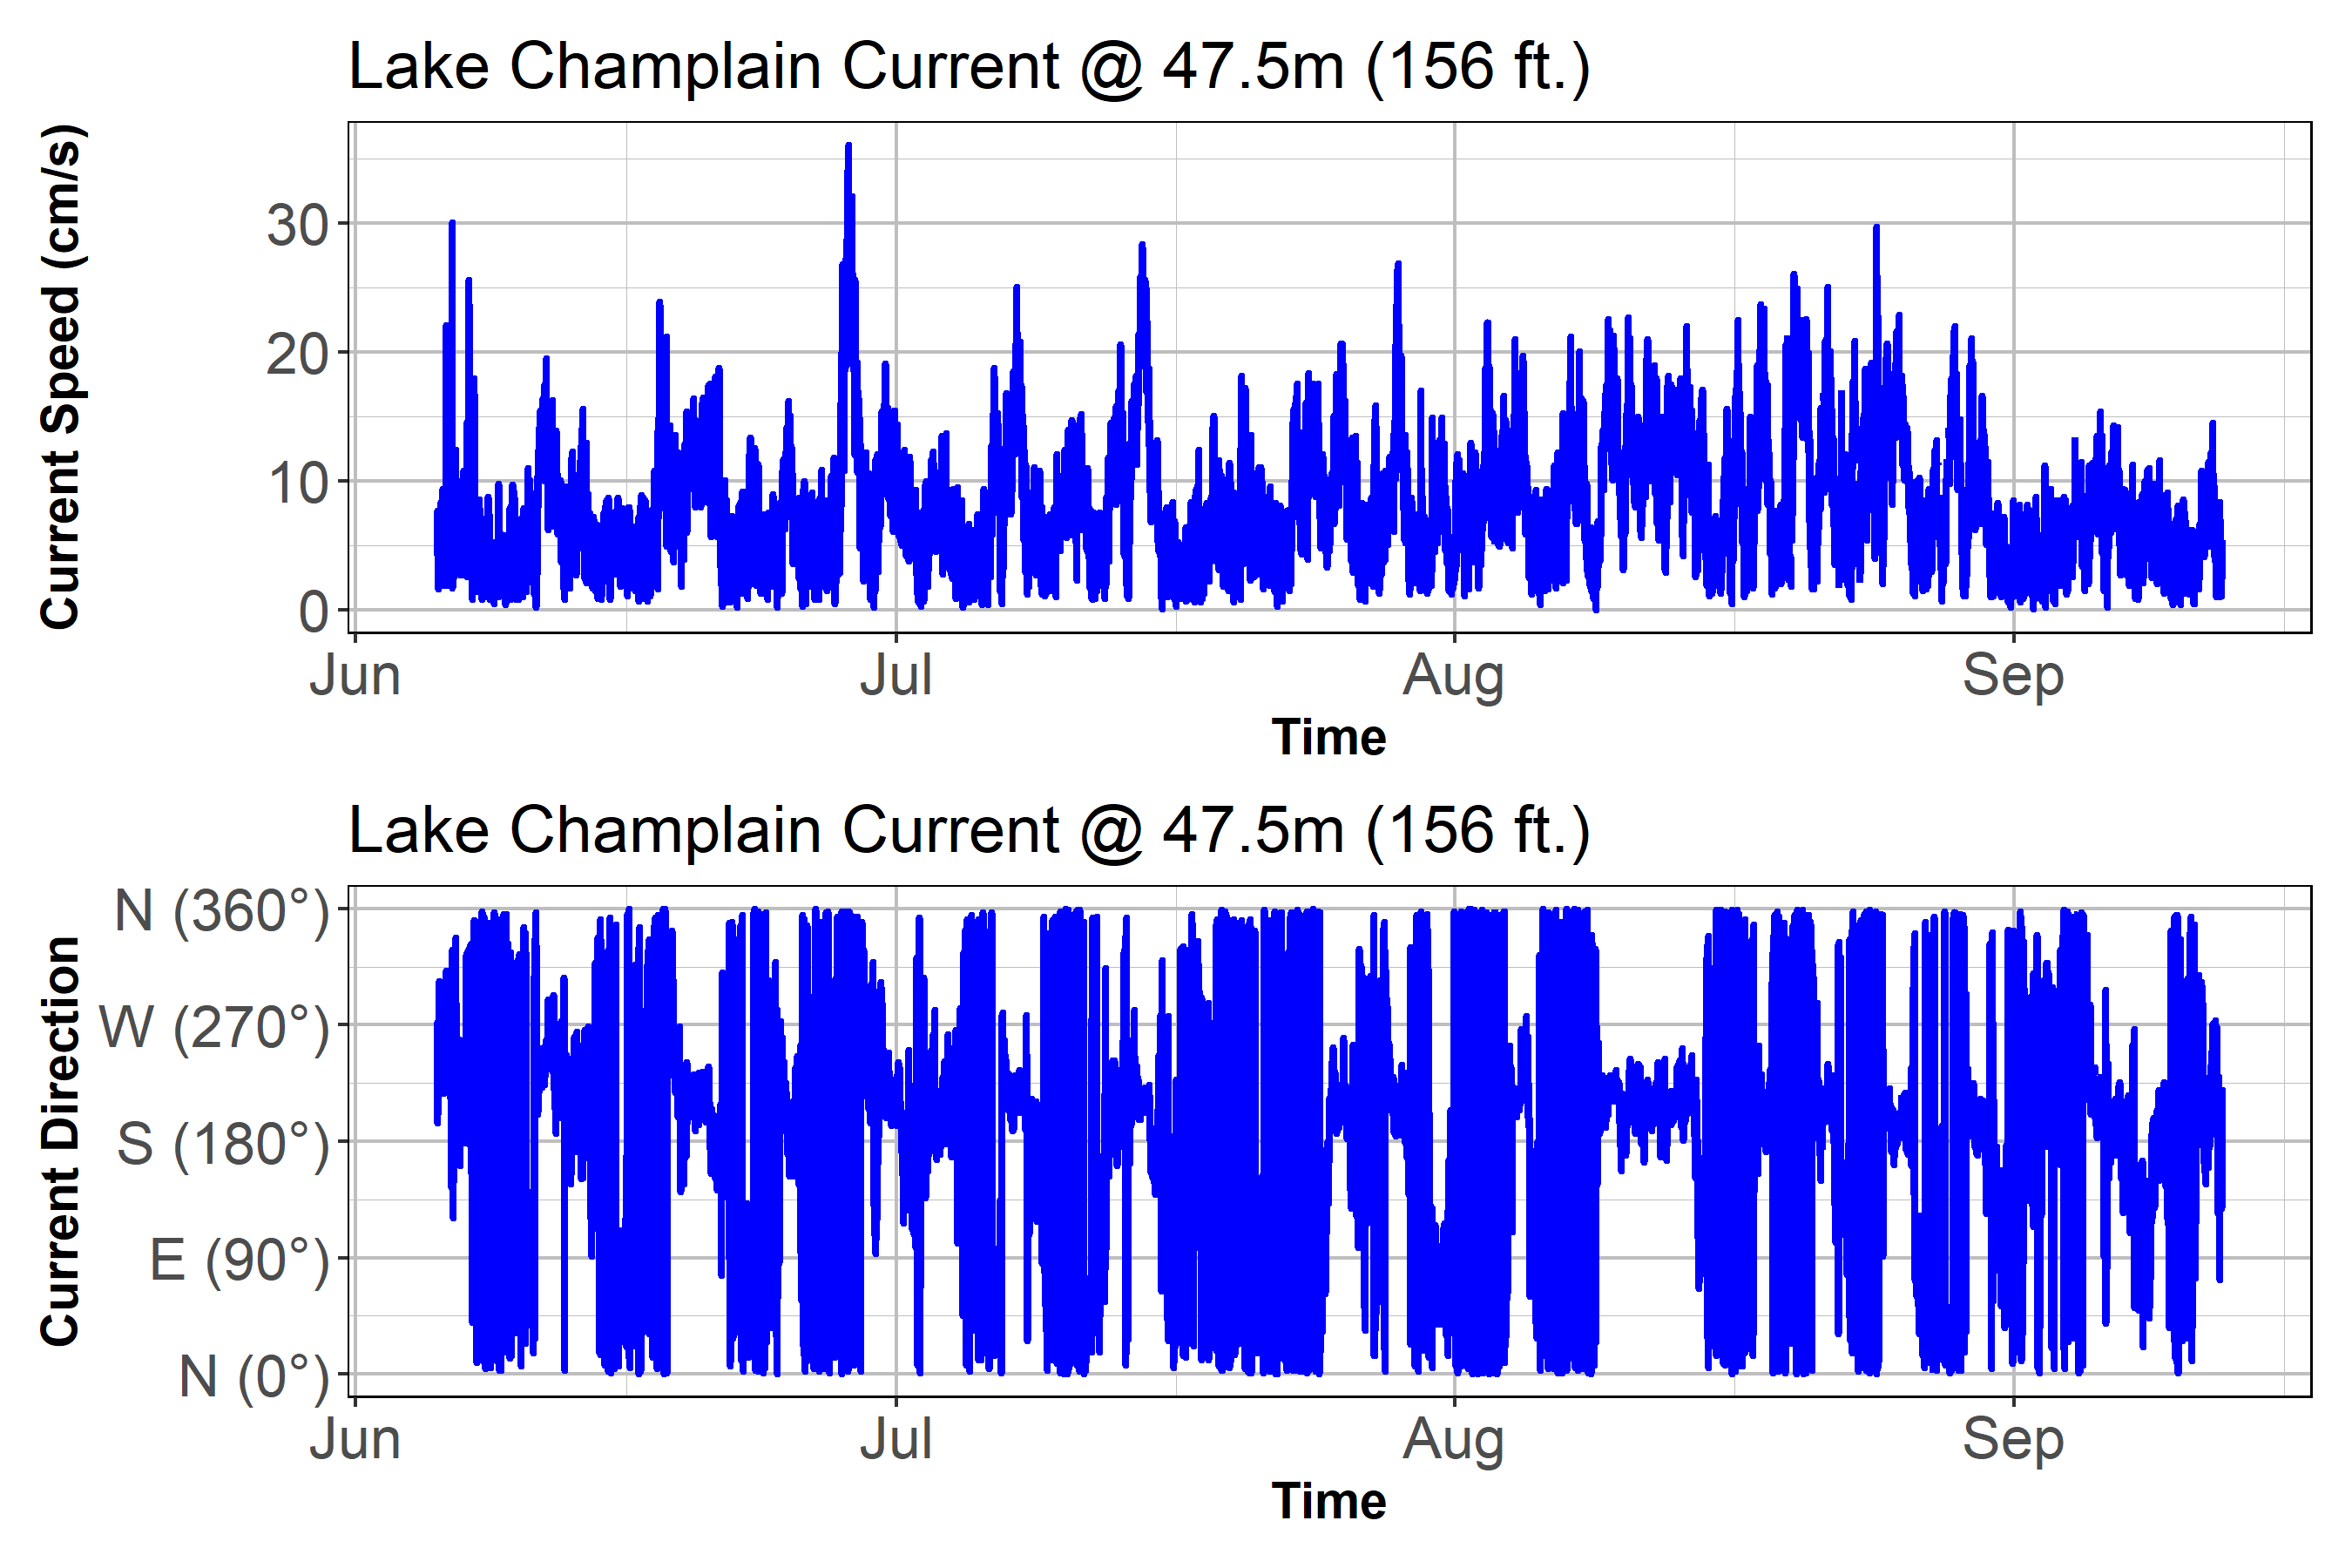 Lake Champlain Current @ 47.5m (156 ft.)
Current Speed (cm/s)
30
20
10
0
Jun Jul Aug Sep
Time
Lake Champlain Current @ 47.5m (156 ft.)
Current Direction
N (360°)
W (270°)
S (180°)
E (90°)
N (0°)
Jun Jul Aug Sep
Time